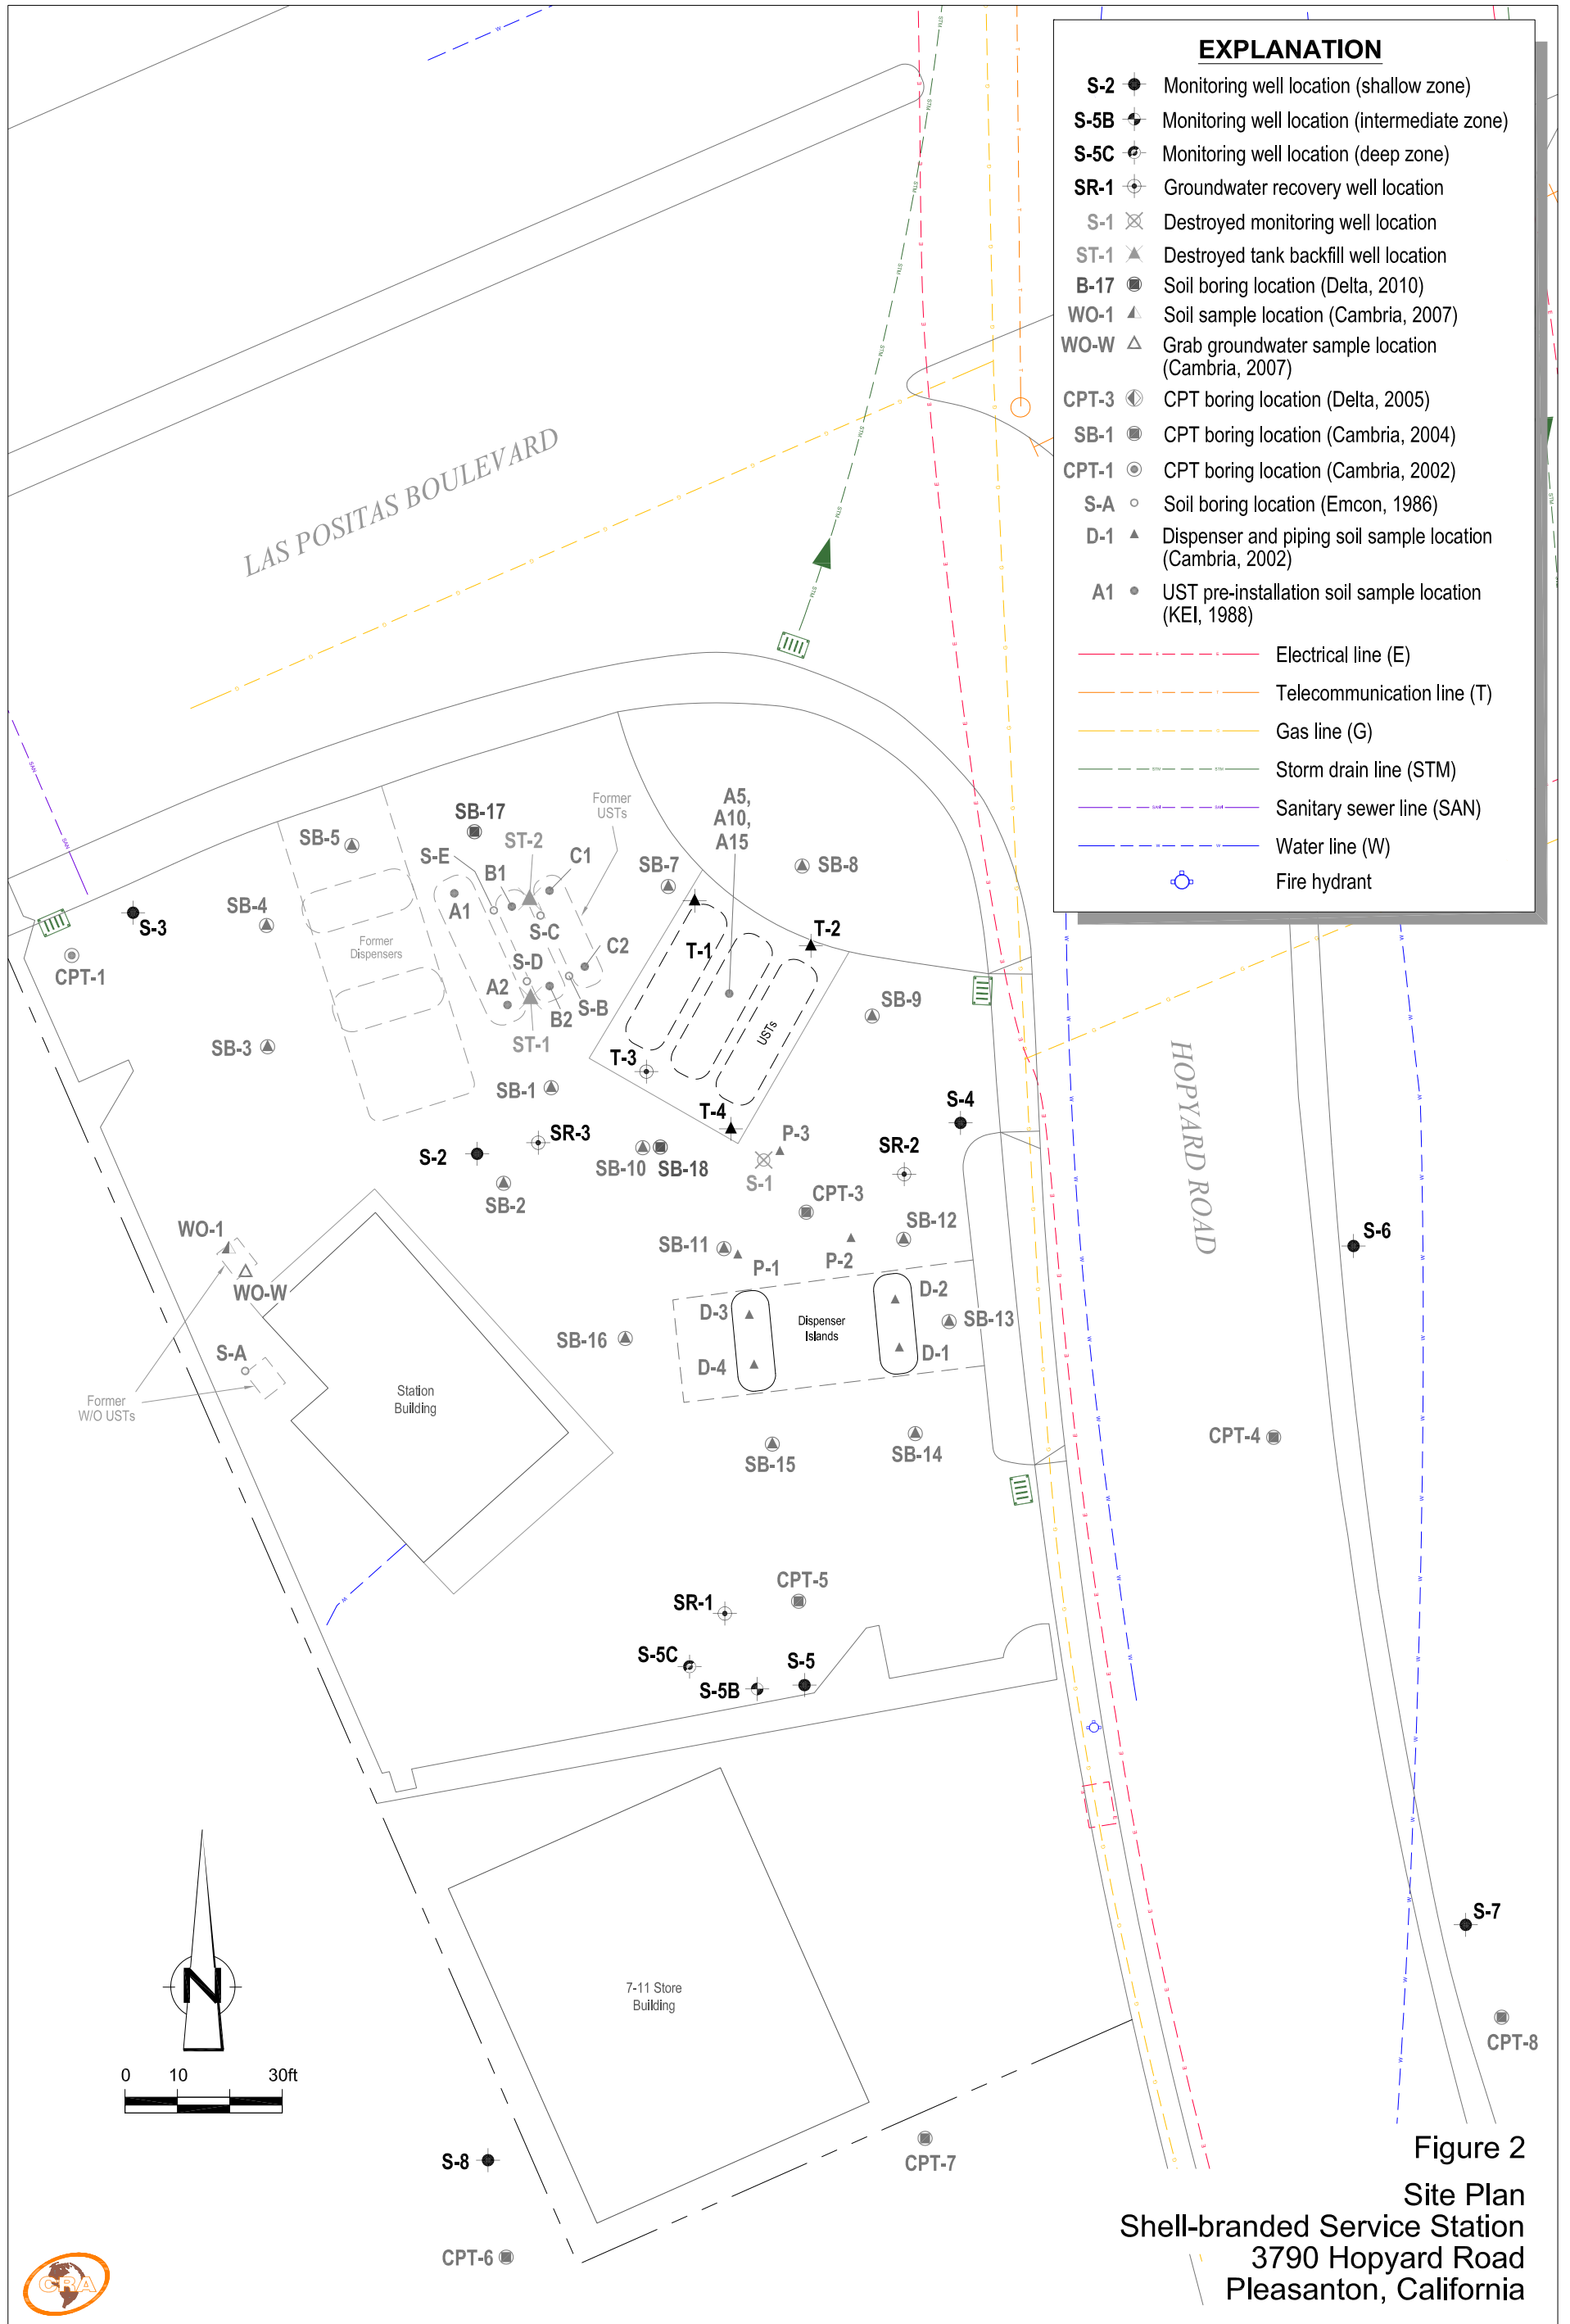 EXPLANATION
S-2 Monitoring well location (shallow zone)
S-5B Monitoring well location (intermediate zone)
S-5C Monitoring well location (deep zone)
SR-1 Groundwater recovery well location
S-1 Destroyed monitoring well location
ST-1 Destroyed tank backfill well location
B-17 Soil boring location (Delta, 2010)
WO-1 Soil sample location (Cambria, 2007)
WO-W Grab groundwater sample location
(Cambria, 2007)
CPT-3 CPT boring location (Delta, 2005)
SB-1 CPT boring location (Cambria, 2004)
CPT-1 CPT boring location (Cambria, 2002)
S-A Soil boring location (Emcon, 1986)
D-1 Dispenser and piping soil sample location
(Cambria, 2002)
A1 UST pre-installation soil sample location
(KEI, 1988)
Electrical line (E)
Telecommunication line (T)
Gas line (G)
Storm drain line (STM)
Sanitary sewer line (SAN)
Water line (W)
Fire hydrant
LAS POSITAS BOULEVARD
HOPYARD ROAD
SB-5
SB-17
Former
USTs
ST-2
S-E
B1
C1
A5,
A10,
A15
SB-7
SB-8
SB-4
A1
S-3
S-C
T-1
T-2
Former
Dispensers
C2
S-D
CPT-1
A2
S-B
B2
SB-9
USTs
SB-3
ST-1
T-3
SB-1
T-4
S-4
SR-3
P-3
S-2
SB-10
SB-18
SR-2
S-1
SB-2
CPT-3
WO-1
SB-12
SB-11
P-1
P-2
S-6
WO-W
D-2
D-3
Dispenser
Islands
SB-13
SB-16
S-A
D-1
D-4
Former
W/O USTs
Station
Building
CPT-4
SB-15
SB-14
CPT-5
SR-1
S-5C
S-5
S-5B
S-7
7-11 Store
Building
N
CPT-8
0 10 30ft
S-8
CPT-7
CPT-6
CRA
Figure 2
Site Plan
Shell-branded Service Station
3790 Hopyard Road
Pleasanton, California